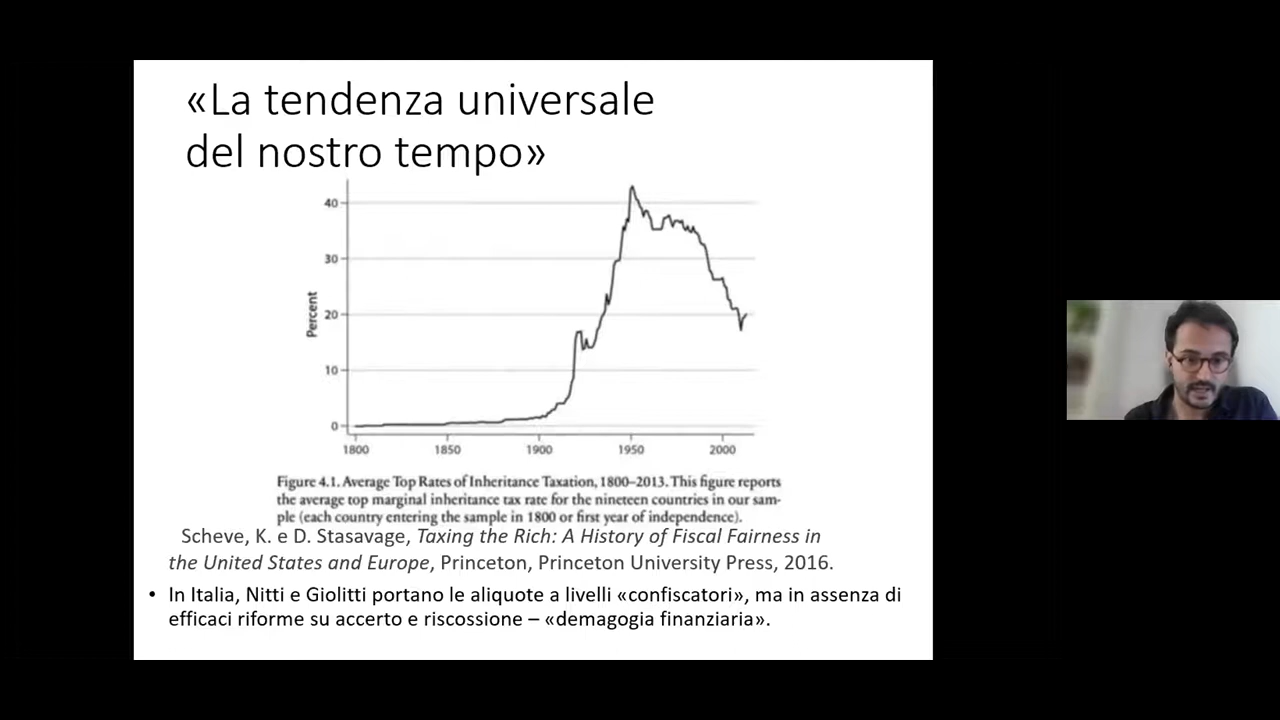 «La tendenza universale
del nostro tempo»
40
30
20
10
0
Percent
1800 1850 1900 1950 2000
Figure 4.1. Average Top Rates of Inheritance Taxation, 1800–2013. This figure reports
the average top marginal inheritance tax rate for the nineteen countries in our sam-
ple (each country entering the sample in 1800 or first year of independence).
Scheve, K. e D. Stasavage, Taxing the Rich: A History of Fiscal Fairness in
the United States and Europe, Princeton, Princeton University Press, 2016.
• In Italia, Nitti e Giolitti portano le aliquote a livelli «confiscatori», ma in assenza di
efficaci riforme su accerto e riscossione – «demagogia finanziaria».